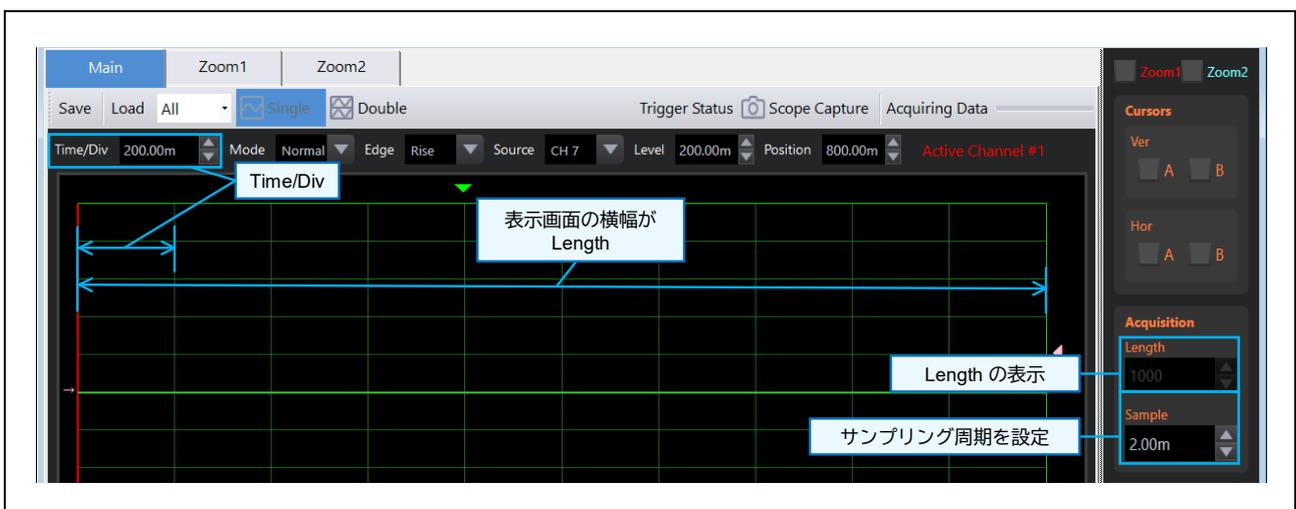 Main Zoom1 Zoom2
Save Load All Single Double Trigger Status Scope Capture Acquiring Data
Time/Div 200.00m Mode Normal Edge Rise Source CH 7 Level 200.00m Position 800.00m Active Channel #1
Time/Div
表示画面の横幅が
Length
Length の表示
サンプリング周期を設定
Zoom1 Zoom2
Cursors
Ver
A B
Hor
A B
Acquisition
Length
1000
Sample
2.00m